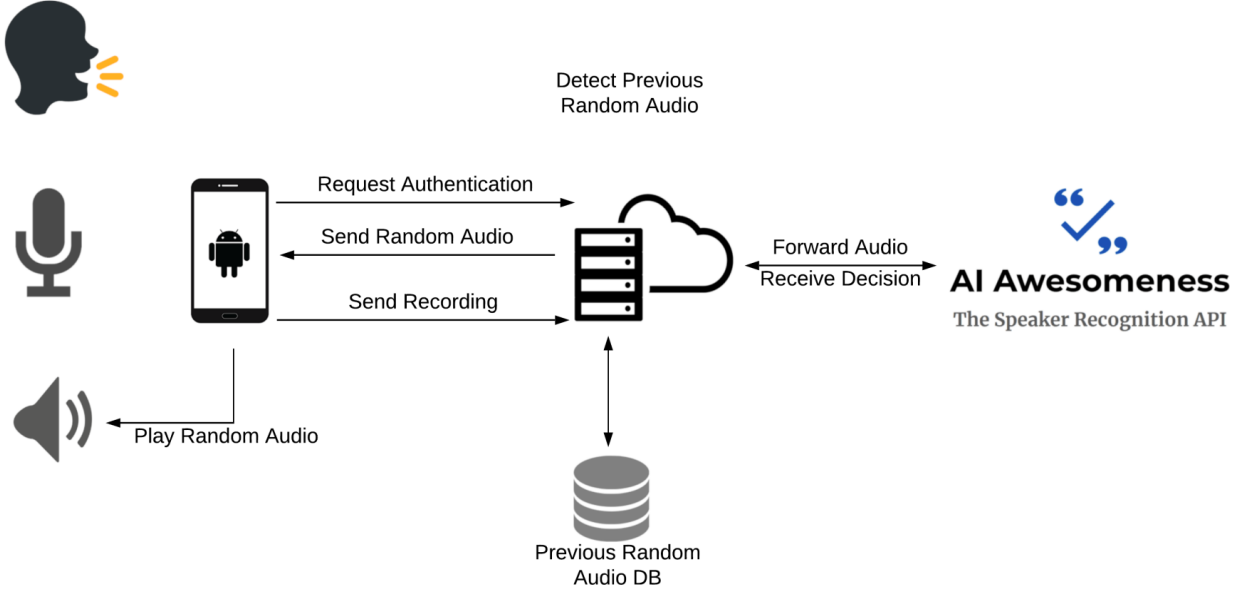 Detect Previous
Random Audio
Request Authentication
Send Random Audio
Send Recording
Forward Audio
Receive Decision
AI Awesomeness
The Speaker Recognition API
Play Random Audio
Previous Random
Audio DB